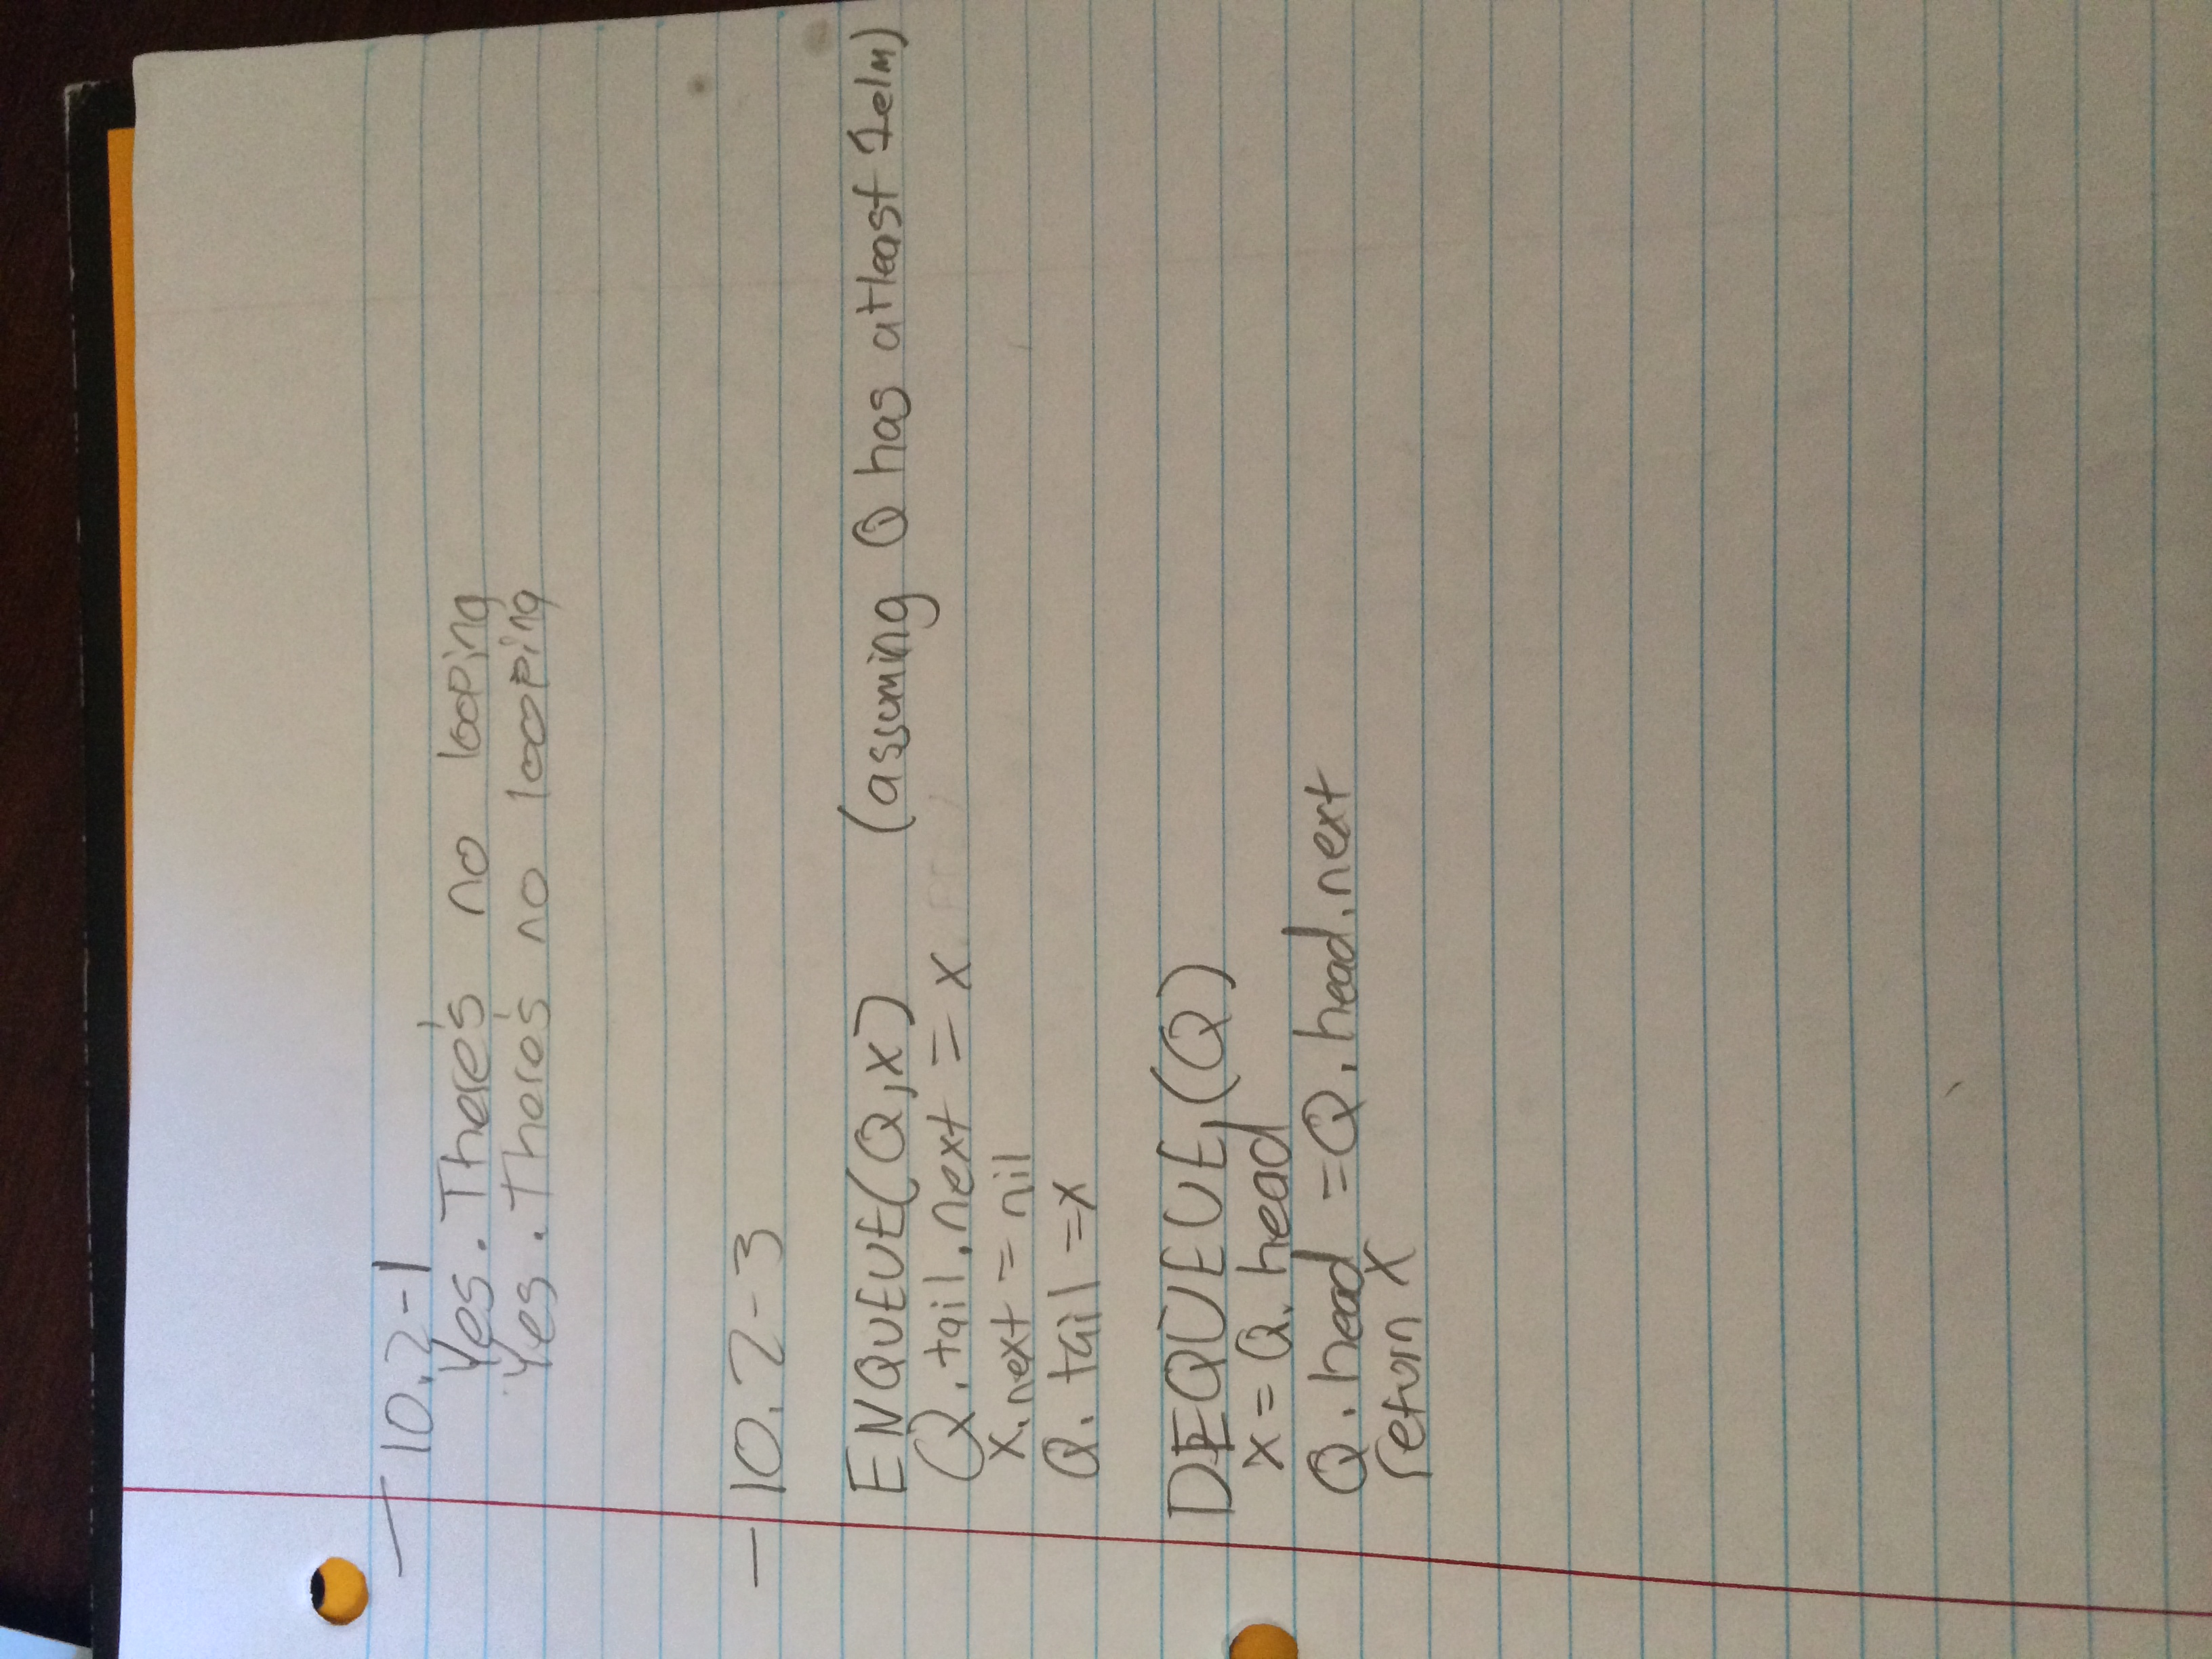 - 10.2-1
Yes. There's no looping
Yes. There's no looping
- 10.2-3
ENQUEUE(Q,x) (assuming Q has atleast 1elm)
Q.tail.next = x
x.next = nil
Q.tail = x
DEQUEUE(Q)
x = Q.head
Q.head = Q.head.next
return x